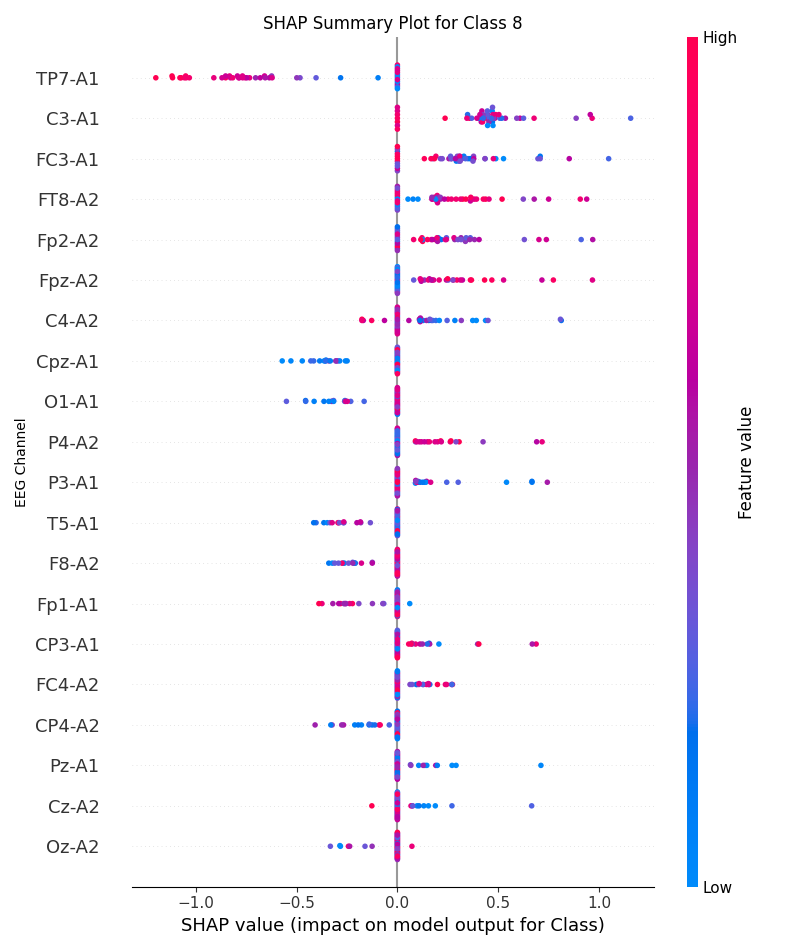 SHAP Summary Plot for Class 8
High
TP7-A1
C3-A1
FC3-A1
FT8-A2
Fp2-A2
Fpz-A2
C4-A2
Cpz-A1
O1-A1
P4-A2
P3-A1
T5-A1
F8-A2
Fp1-A1
CP3-A1
FC4-A2
CP4-A2
Pz-A1
Cz-A2
Oz-A2
EEG Channel
Feature value
Low
−1.0 −0.5 0.0 0.5 1.0
SHAP value (impact on model output for Class)